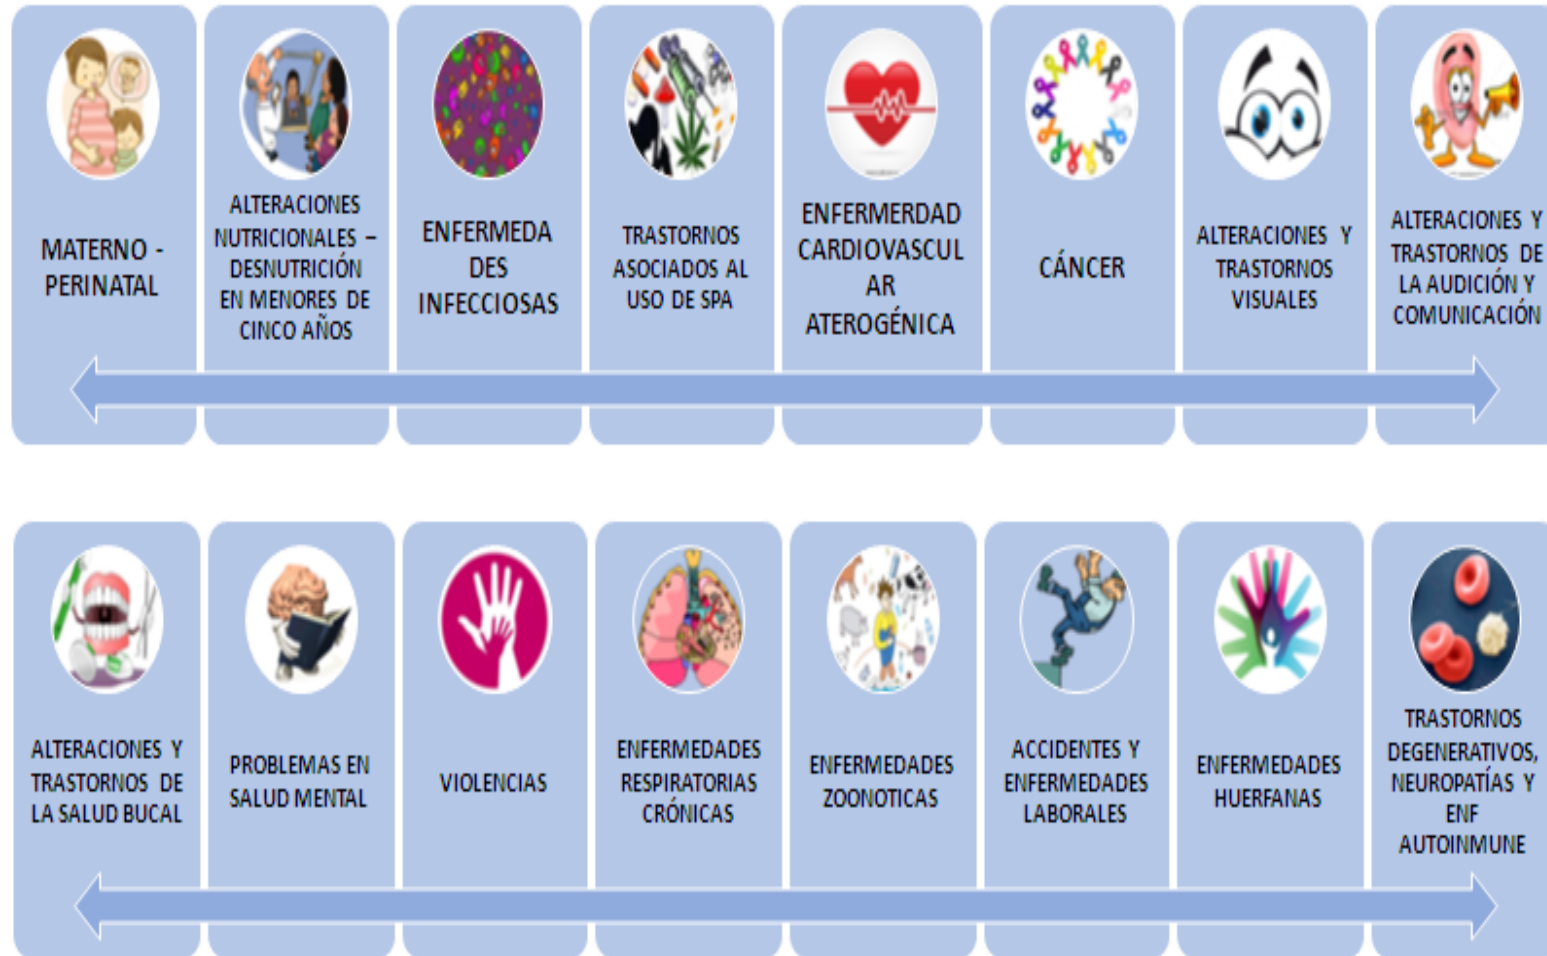 MATERNO -
PERINATAL
ALTERACIONES
NUTRICIONALES –
DESNUTRICIÓN
EN MENORES DE
CINCO AÑOS
ENFERMEDA
DES
INFECCIOSAS
TRASTORNOS
ASOCIADOS AL
USO DE SPA
ENFERMERDAD
CARDIOVASCUL
AR
ATEROGÉNICA
CÁNCER
ALTERACIONES Y
TRASTORNOS
VISUALES
ALTERACIONES Y
TRASTORNOS DE
LA AUDICIÓN Y
COMUNICACIÓN
ALTERACIONES Y
TRASTORNOS DE
LA SALUD BUCAL
PROBLEMAS EN
SALUD MENTAL
VIOLENCIAS
ENFERMEDADES
RESPIRATORIAS
CRÓNICAS
ENFERMEDADES
ZOONOTICAS
ACCIDENTES Y
ENFERMEDADES
LABORALES
ENFERMEDADES
HUERFANAS
TRASTORNOS
DEGENERATIVOS,
NEUROPATÍAS Y
ENF
AUTOINMUNE